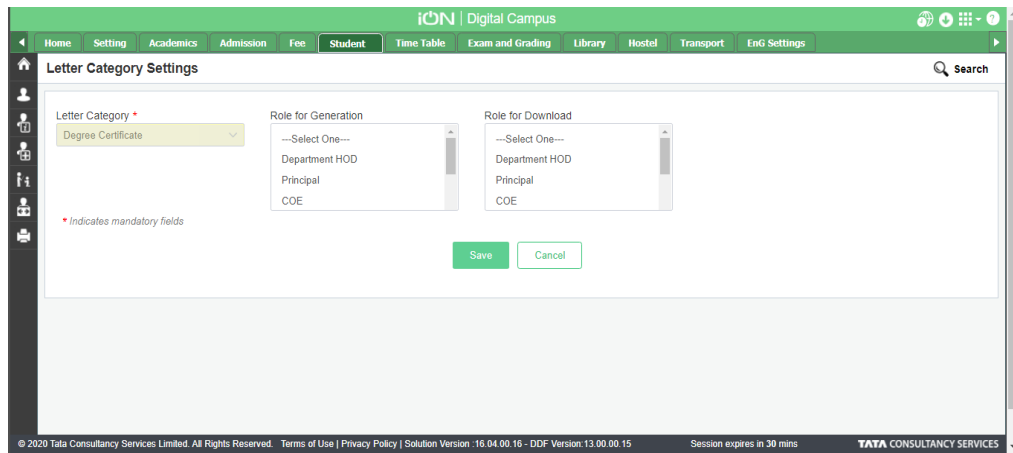 iON | Digital Campus
Home Setting Academics Admission Fee Student Time Table Exam and Grading Library Hostel Transport EnG Settings
Letter Category Settings
Search
Letter Category * Role for Generation Role for Download
Degree Certificate ---Select One--- ---Select One---
Department HOD Department HOD
Principal Principal
COE COE
* Indicates mandatory fields
Save Cancel
© 2020 Tata Consultancy Services Limited. All Rights Reserved. Terms of Use | Privacy Policy | Solution Version :16.04.00.16 - DDF Version:13.00.00.15 Session expires in 30 mins TATA CONSULTANCY SERVICES